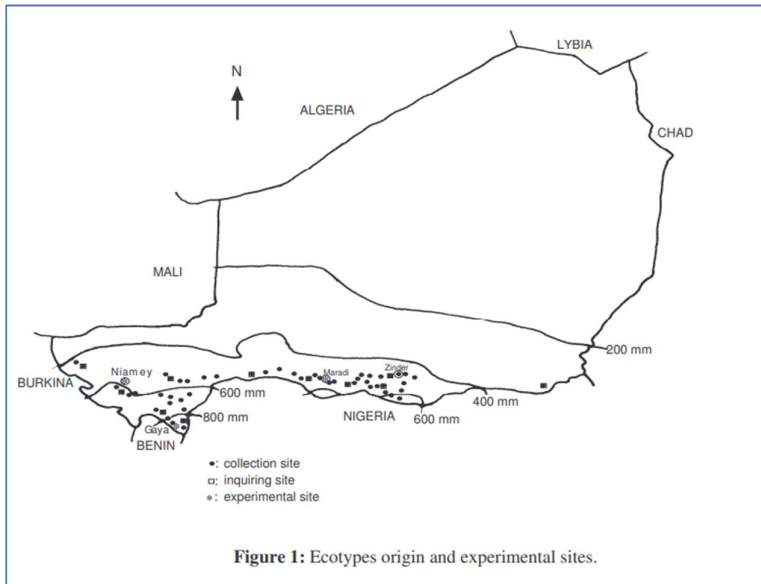 LYBIA
N
ALGERIA
CHAD
MALI
200 mm
Niamey
Maradi
Zinder
BURKINA
600 mm
400 mm
800 mm
NIGERIA
600 mm
Gaya
BENIN
: collection site
: inquiring site
: experimental site
Figure 1: Ecotypes origin and experimental sites.